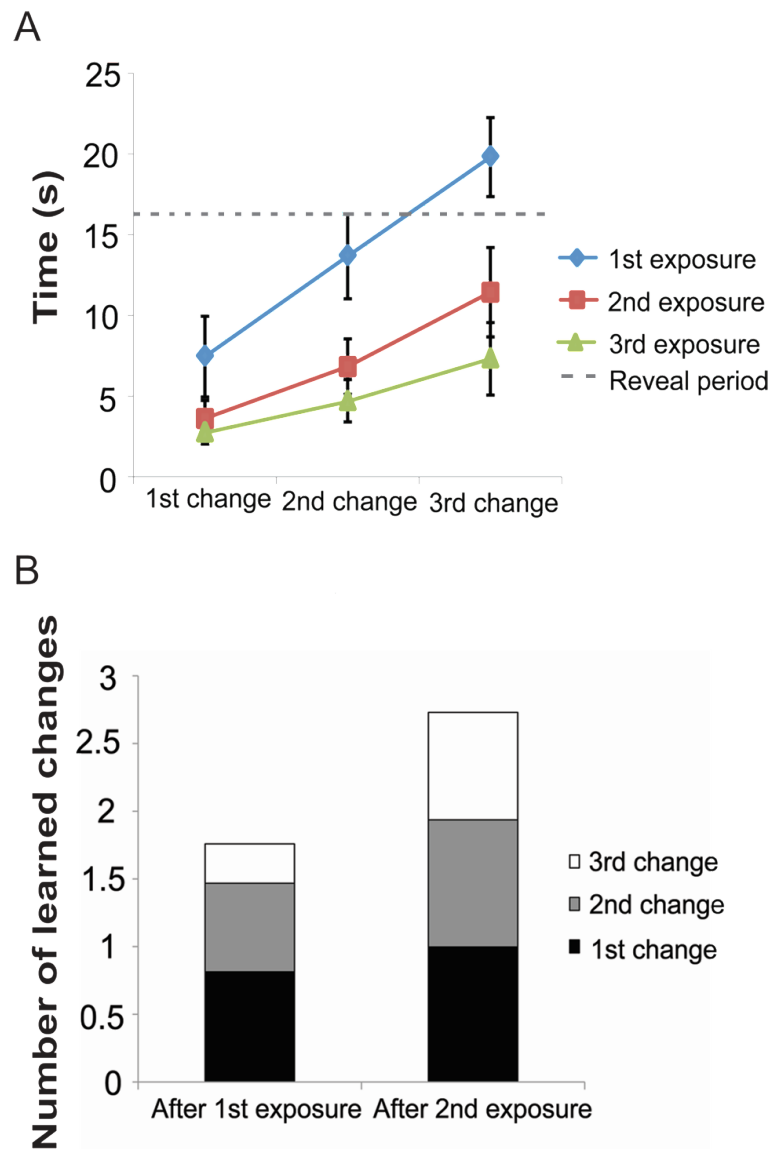 A
25
20
15
10
5
0
Time (s)
1st change 2nd change 3rd change
1st exposure
2nd exposure
3rd exposure
Reveal period
B
3
2.5
2
1.5
1
0.5
0
Number of learned changes
After 1st exposure After 2nd exposure
3rd change
2nd change
1st change